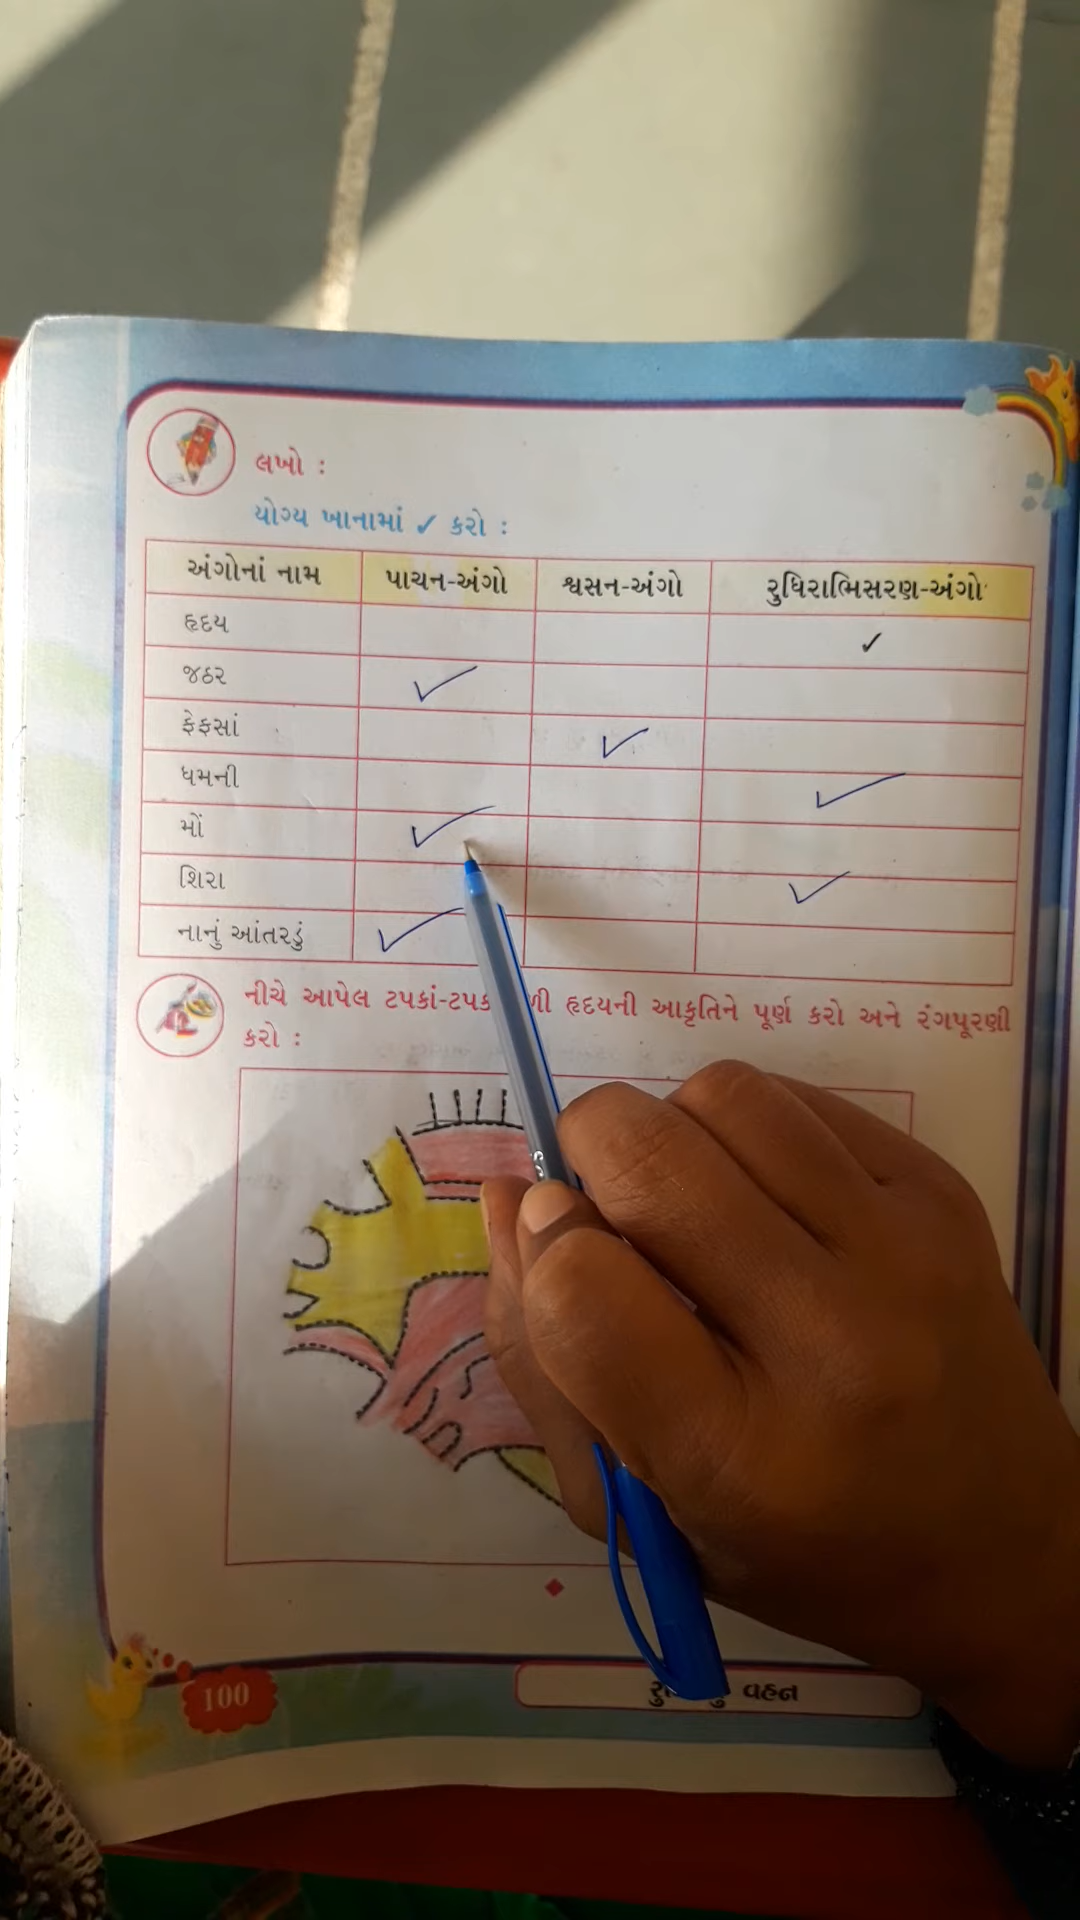 લખો :
યોગ્ય ખાનામાં ✓ કરો :
અંગોનાં નામ પાચન-અંગો શ્વસન-અંગો રુધિરાભિસરણ-અંગો
હૃદય ✓
જઠર ✓
ફેફસાં ✓
ધમની ✓
મોં ✓
શિરા ✓
નાનું આંતરડું ✓
નીચે આપેલ ટપકાં-ટપકાં હૃદયની આકૃતિને પૂર્ણ કરો અને રંગપૂરણી
કરો :
100 વહન